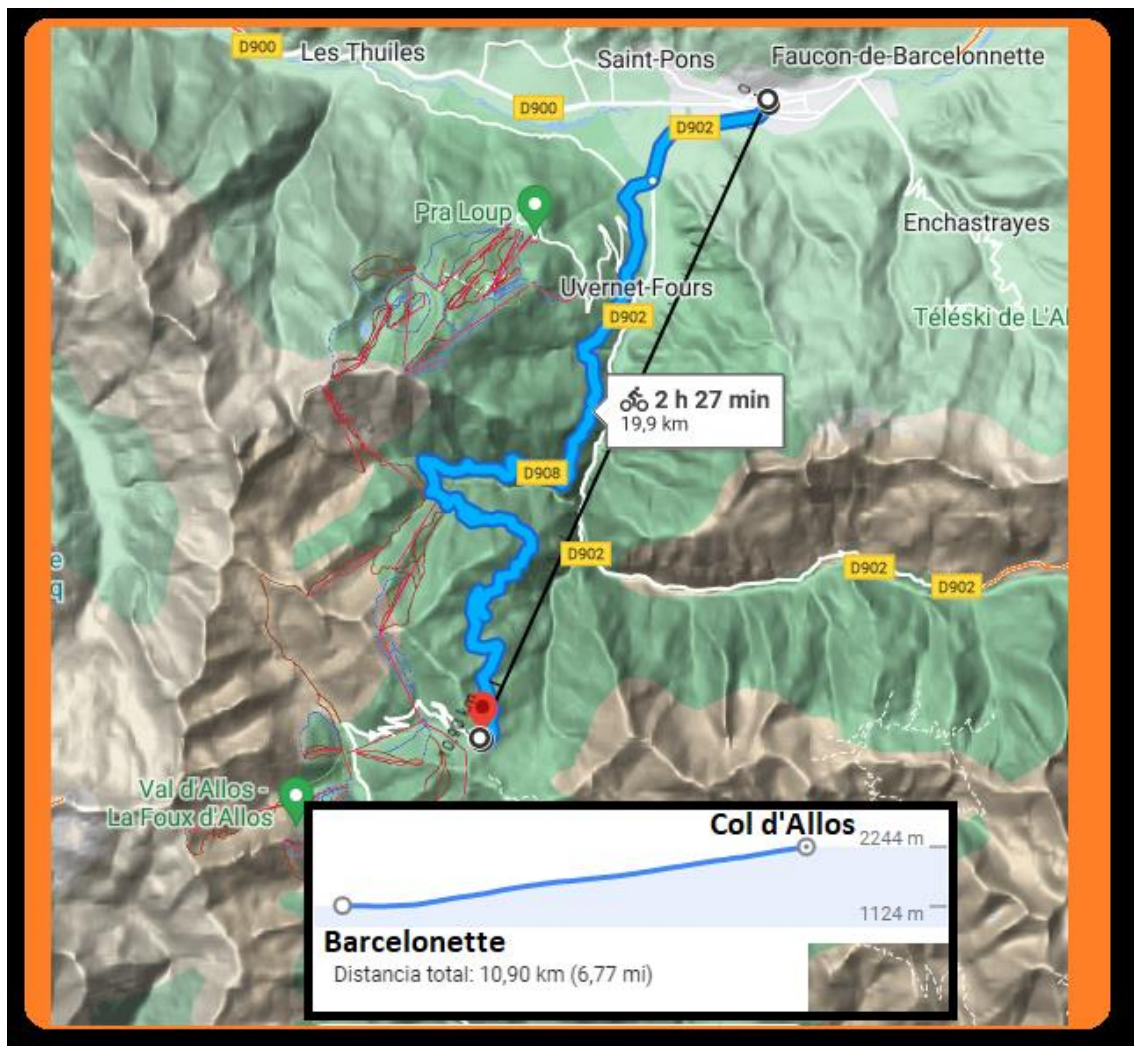 D900
Les Thuiles
Saint-Pons
Faucon-de-Barcelonnette
D900
D902
Pra Loup
Enchastrayes
Uvernet-Fours
D902
Téléski de L'A
2 h 27 min
19,9 km
D908
D902
D902
D902
e
q
Val d'Allos -
La Foux d'Allos
Col d'Allos
2244 m
1124 m
Barcelonette
Distancia total: 10,90 km (6,77 mi)